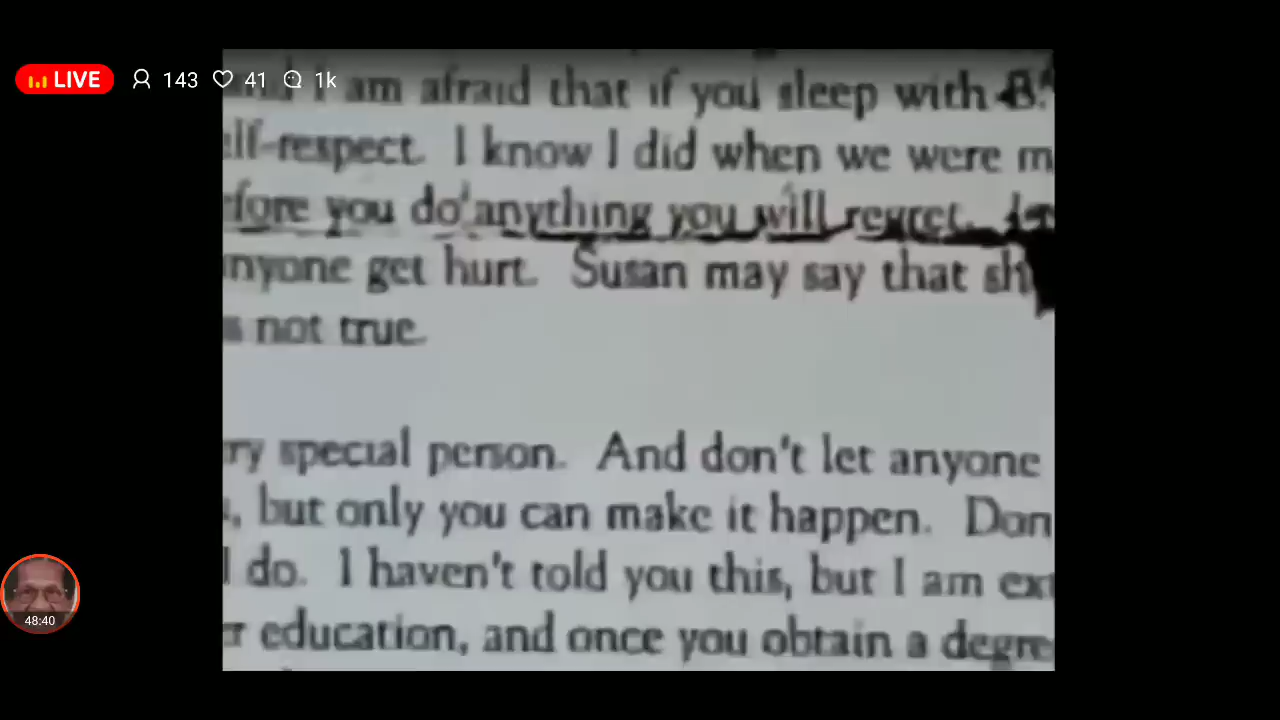 LIVE 143 41 1k
I am afraid that if you sleep with B.
elf-respect. I know I did when we were m
efore you do anything you will regret.
nyone get hurt. Susan may say that sh
s not true.
ry special person. And don't let anyone
s, but only you can make it happen. Don
I do. I haven't told you this, but I am ext
er education, and once you obtain a degre
48:40